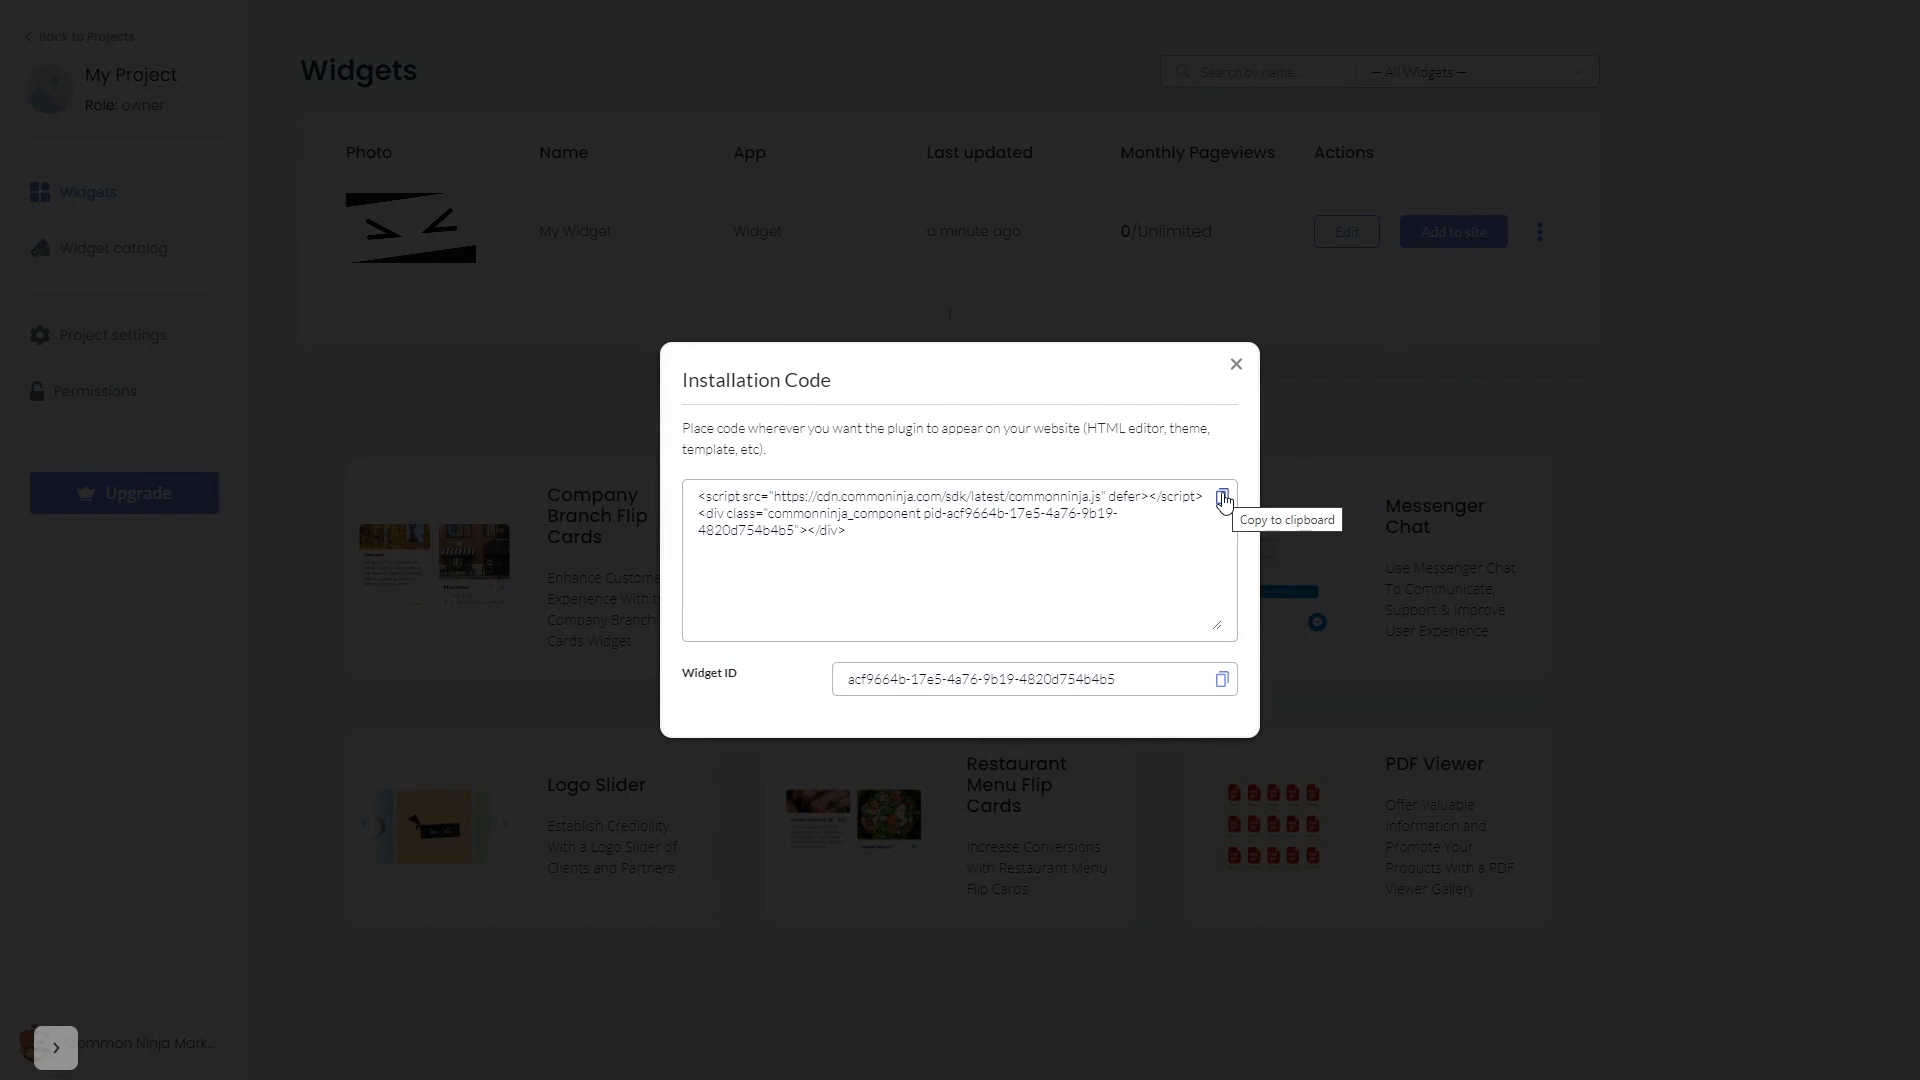 Back to Projects
My Project
Role: owner
Widgets
Widget catalog
Project settings
Permissions
Upgrade
Widgets
Search by name...
— All Widgets —
Photo
Name
App
Last updated
Monthly Pageviews
Actions
My Widget
Widget
a minute ago
0/Unlimited
Edit
Add to site
1
Installation Code
Place code wherever you want the plugin to appear on your website (HTML editor, theme,
template, etc).
<script src="https://cdn.commoninja.com/sdk/latest/commonninja.js" defer></script>
<div class="commonninja_component pid-acf9664b-17e5-4a76-9b19-
4820d754b4b5"></div>
Copy to clipboard
Widget ID
acf9664b-17e5-4a76-9b19-4820d754b4b5
Company
Branch Flip
Cards
Enhance Custome
Experience With
Company Branch
Cards Widget
Messenger
Chat
Use Messenger Chat
To Communicate,
Support & Improve
User Experience
Logo Slider
Establish Credibility
With a Logo Slider of
Clients and Partners
Restaurant
Menu Flip
Cards
Increase Conversions
With Restaurant Menu
Flip Cards
PDF Viewer
Offer Valuable
Information and
Promote Your
Products With a PDF
Viewer Gallery
ommon Ninja Mark...